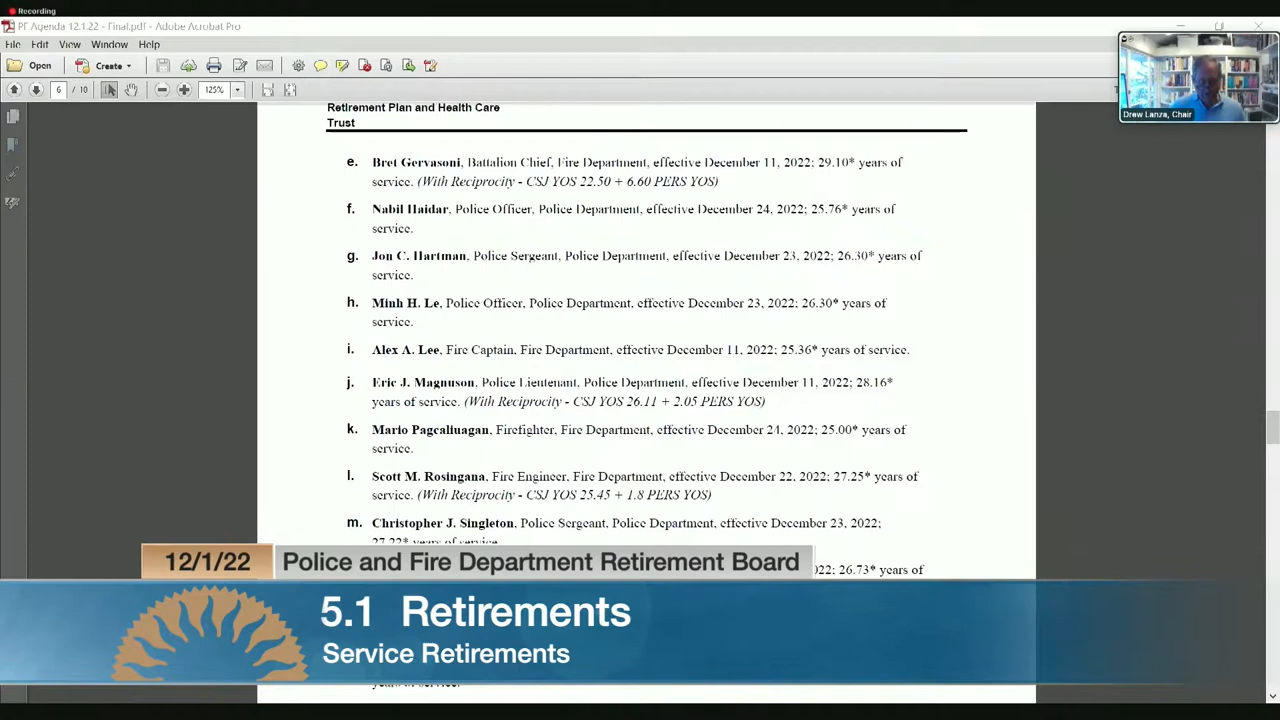 Recording
PF Agenda 12.1.22 - Final.pdf - Adobe Acrobat Pro
File Edit View Window Help
Open Create
6 / 10 125%
Drew Lanza, Chair
Retirement Plan and Health Care
Trust
e. Bret Gervasoni, Battalion Chief, Fire Department, effective December 11, 2022; 29.10* years of
service. (With Reciprocity - CSJ YOS 22.50 + 6.60 PERS YOS)
f. Nabil Haidar, Police Officer, Police Department, effective December 24, 2022; 25.76* years of
service.
g. Jon C. Hartman, Police Sergeant, Police Department, effective December 23, 2022; 26.30* years of
service.
h. Minh H. Le, Police Officer, Police Department, effective December 23, 2022; 26.30* years of
service.
i. Alex A. Lee, Fire Captain, Fire Department, effective December 11, 2022; 25.36* years of service.
j. Eric J. Magnuson, Police Lieutenant, Police Department, effective December 11, 2022; 28.16*
years of service. (With Reciprocity - CSJ YOS 26.11 + 2.05 PERS YOS)
k. Mario Pagcaliuagan, Firefighter, Fire Department, effective December 24, 2022; 25.00* years of
service.
l. Scott M. Rosingana, Fire Engineer, Fire Department, effective December 22, 2022; 27.25* years of
service. (With Reciprocity - CSJ YOS 25.45 + 1.8 PERS YOS)
m. Christopher J. Singleton, Police Sergeant, Police Department, effective December 23, 2022;
27.22* years of service.
022; 26.73* years of
12/1/22 Police and Fire Department Retirement Board
5.1 Retirements
Service Retirements
years of service.